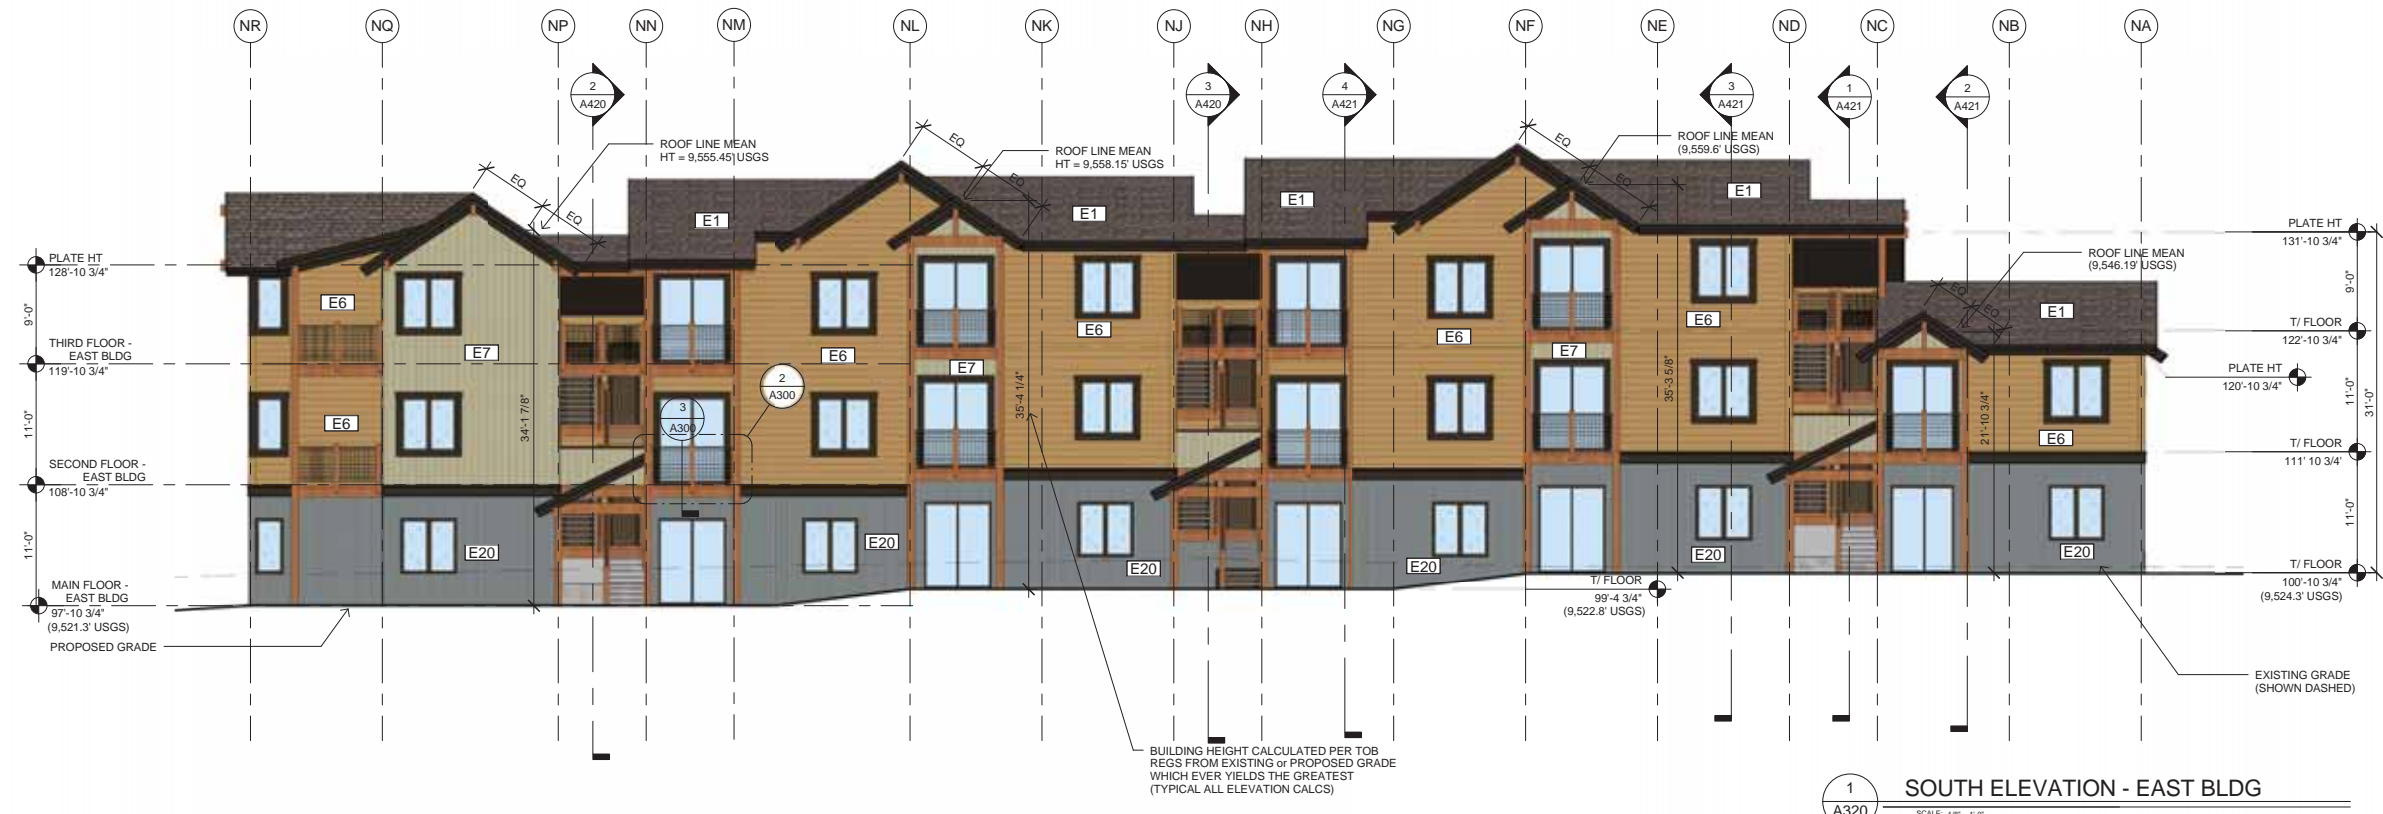 NR NQ NP NN NM NL NK NJ NH NG NF NE ND NC NB NA
2
A420
3
A420
4
A421
3
A421
1
A421
2
A421
ROOF LINE MEAN
HT = 9,555.45' USGS
EQ
EQ
ROOF LINE MEAN
HT = 9,558.15' USGS
EQ
EQ
ROOF LINE MEAN
(9,559.6' USGS)
EQ
EQ
ROOF LINE MEAN
(9,546.19' USGS)
EQ
EQ
E1
E1
E1
E1
E1
PLATE HT
128'-10 3/4"
9'-0"
THIRD FLOOR -
EAST BLDG
119'-10 3/4"
11'-0"
SECOND FLOOR -
EAST BLDG
108'-10 3/4"
11'-0"
MAIN FLOOR -
EAST BLDG
97'-10 3/4"
(9,521.3' USGS)
PROPOSED GRADE
E6
E7
E6
E6
E7
E6
E6
E7
E6
E6
E20
E20
E20
E20
E20
E20
34'-1 7/8"
35'-4 1/4"
35'-3 5/8"
21'-10 3/4"
2
A300
3
A300
PLATE HT
131'-10 3/4"
9'-0"
T/ FLOOR
122'-10 3/4"
PLATE HT
120'-10 3/4"
11'-0"
31'-0"
T/ FLOOR
111' 10 3/4'
11'-0"
T/ FLOOR
100'-10 3/4"
(9,524.3' USGS)
T/ FLOOR
99'-4 3/4"
(9,522.8' USGS)
EXISTING GRADE
(SHOWN DASHED)
BUILDING HEIGHT CALCULATED PER TOB
REGS FROM EXISTING or PROPOSED GRADE
WHICH EVER YIELDS THE GREATEST
(TYPICAL ALL ELEVATION CALCS)
1
A320
SOUTH ELEVATION - EAST BLDG